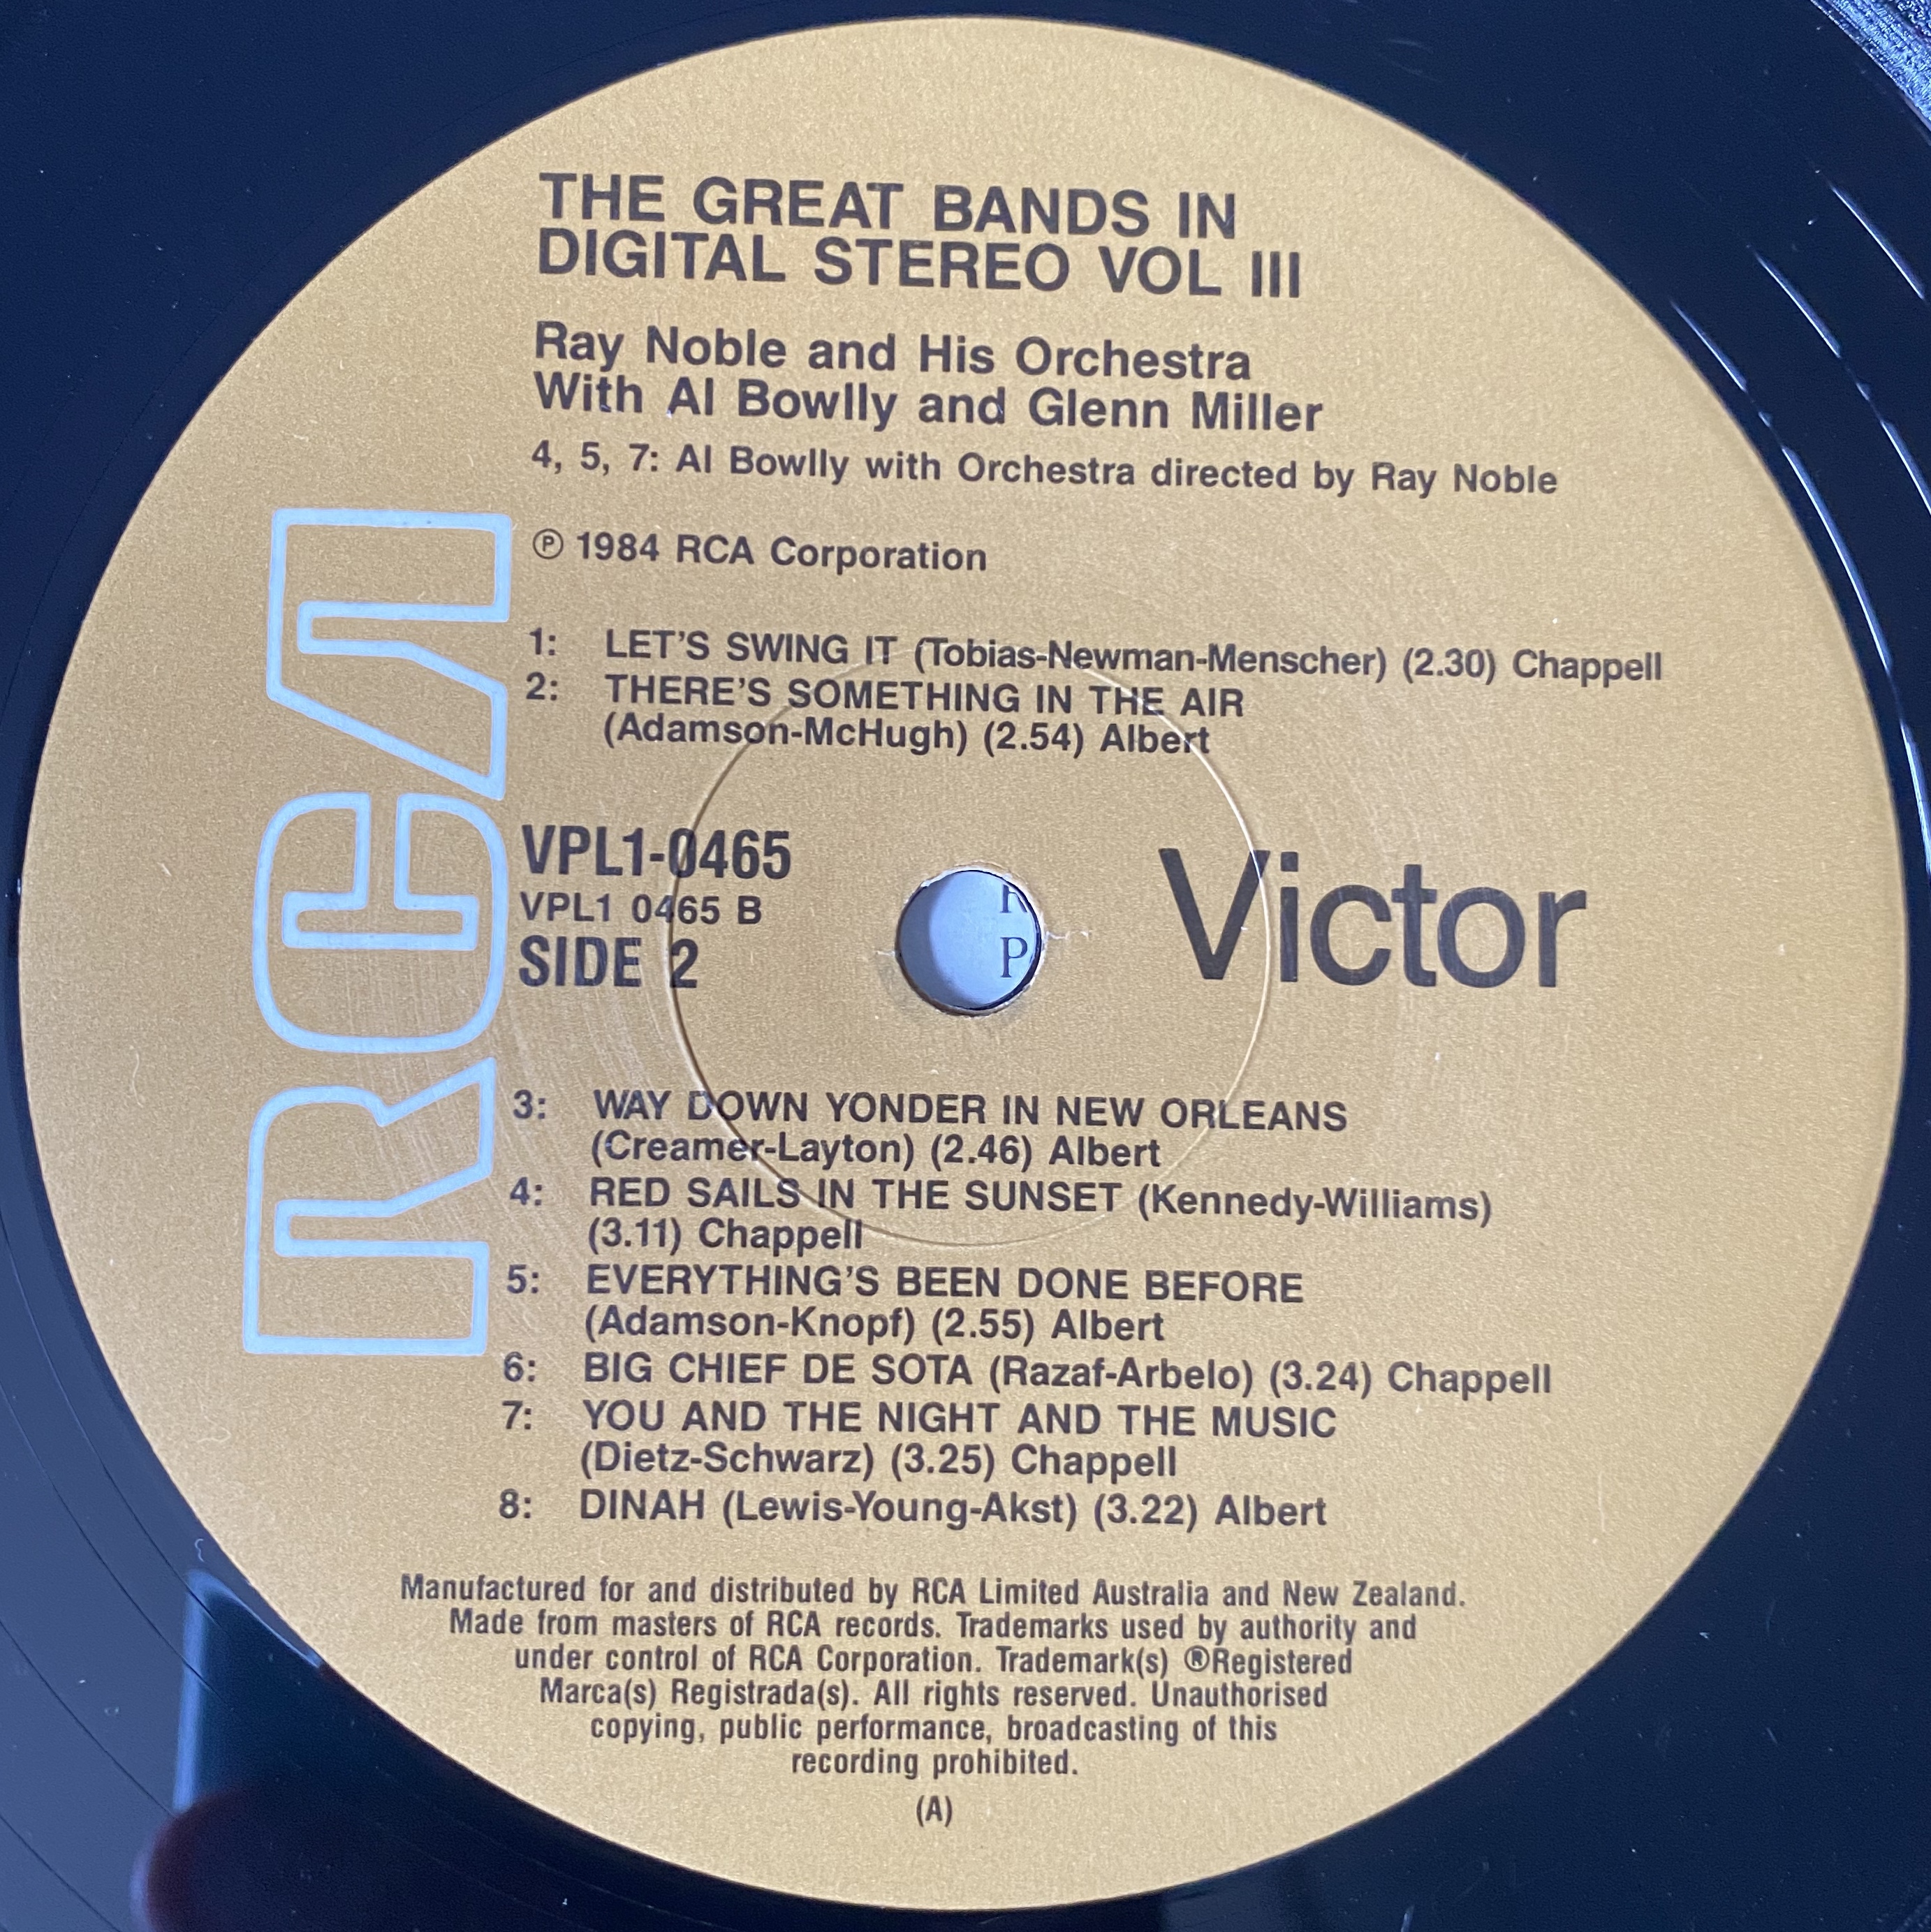 THE GREAT BANDS IN
DIGITAL STEREO VOL III
Ray Noble and His Orchestra
With Al Bowlly and Glenn Miller
4, 5, 7: Al Bowlly with Orchestra directed by Ray Noble
℗ 1984 RCA Corporation
1: LET'S SWING IT (Tobias-Newman-Menscher) (2.30) Chappell
2: THERE'S SOMETHING IN THE AIR
(Adamson-McHugh) (2.54) Albert
RCA
VPL1-0465
VPL1 0465 B
SIDE 2
R
P
Victor
3: WAY DOWN YONDER IN NEW ORLEANS
(Creamer-Layton) (2.46) Albert
4: RED SAILS IN THE SUNSET (Kennedy-Williams)
(3.11) Chappell
5: EVERYTHING'S BEEN DONE BEFORE
(Adamson-Knopf) (2.55) Albert
6: BIG CHIEF DE SOTA (Razaf-Arbelo) (3.24) Chappell
7: YOU AND THE NIGHT AND THE MUSIC
(Dietz-Schwarz) (3.25) Chappell
8: DINAH (Lewis-Young-Akst) (3.22) Albert
Manufactured for and distributed by RCA Limited Australia and New Zealand.
Made from masters of RCA records. Trademarks used by authority and
under control of RCA Corporation. Trademark(s) ®Registered
Marca(s) Registrada(s). All rights reserved. Unauthorised
copying, public performance, broadcasting of this
recording prohibited.
(A)